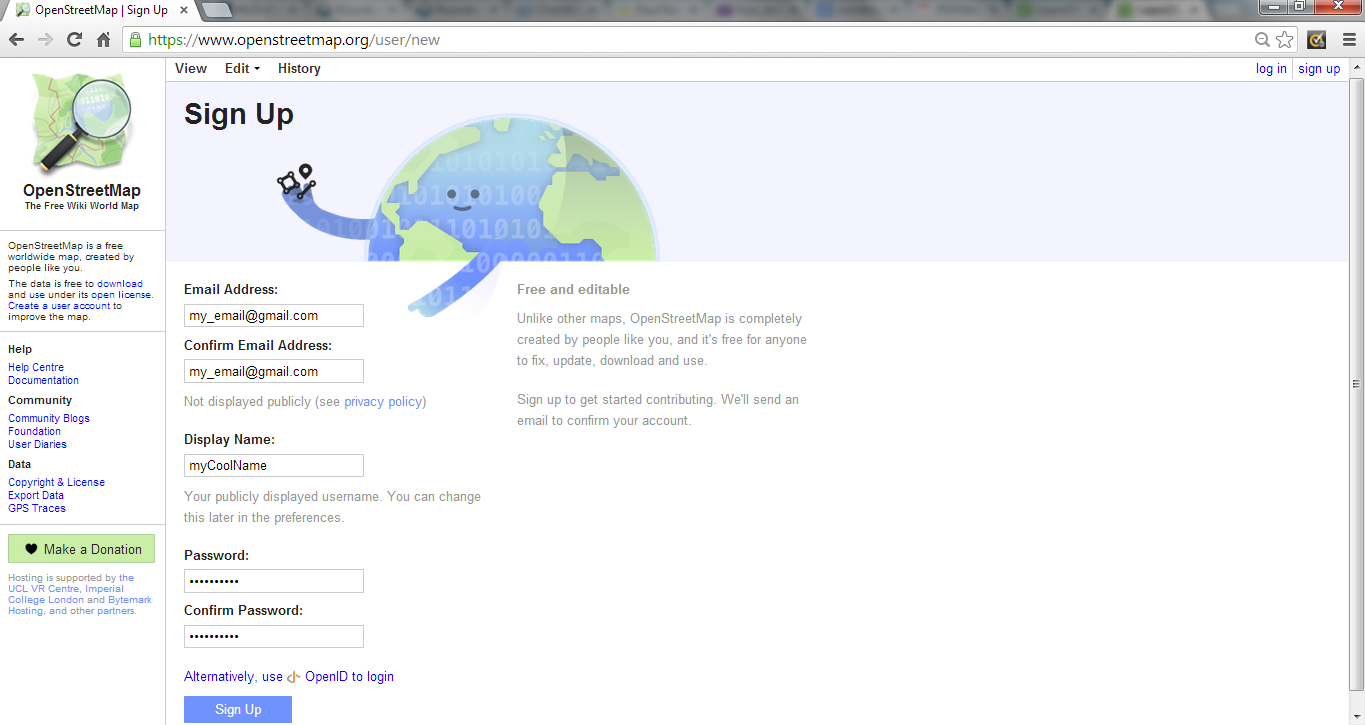 OpenStreetMap | Sign Up
https://www.openstreetmap.org/user/new
View Edit History
log in sign up
OpenStreetMap
The Free Wiki World Map
OpenStreetMap is a free
worldwide map, created by
people like you.
The data is free to download
and use under its open license.
Create a user account to
improve the map.
Help
Help Centre
Documentation
Community
Community Blogs
Foundation
User Diaries
Data
Copyright & License
Export Data
GPS Traces
Make a Donation
Hosting is supported by the
UCL VR Centre, Imperial
College London and Bytemark
Hosting, and other partners.
Sign Up
Email Address:
my_email@gmail.com
Confirm Email Address:
my_email@gmail.com
Not displayed publicly (see privacy policy)
Display Name:
myCoolName
Your publicly displayed username. You can change
this later in the preferences.
Password:
••••••••••
Confirm Password:
••••••••••
Alternatively, use OpenID to login
Sign Up
Free and editable
Unlike other maps, OpenStreetMap is completely
created by people like you, and it's free for anyone
to fix, update, download and use.
Sign up to get started contributing. We'll send an
email to confirm your account.